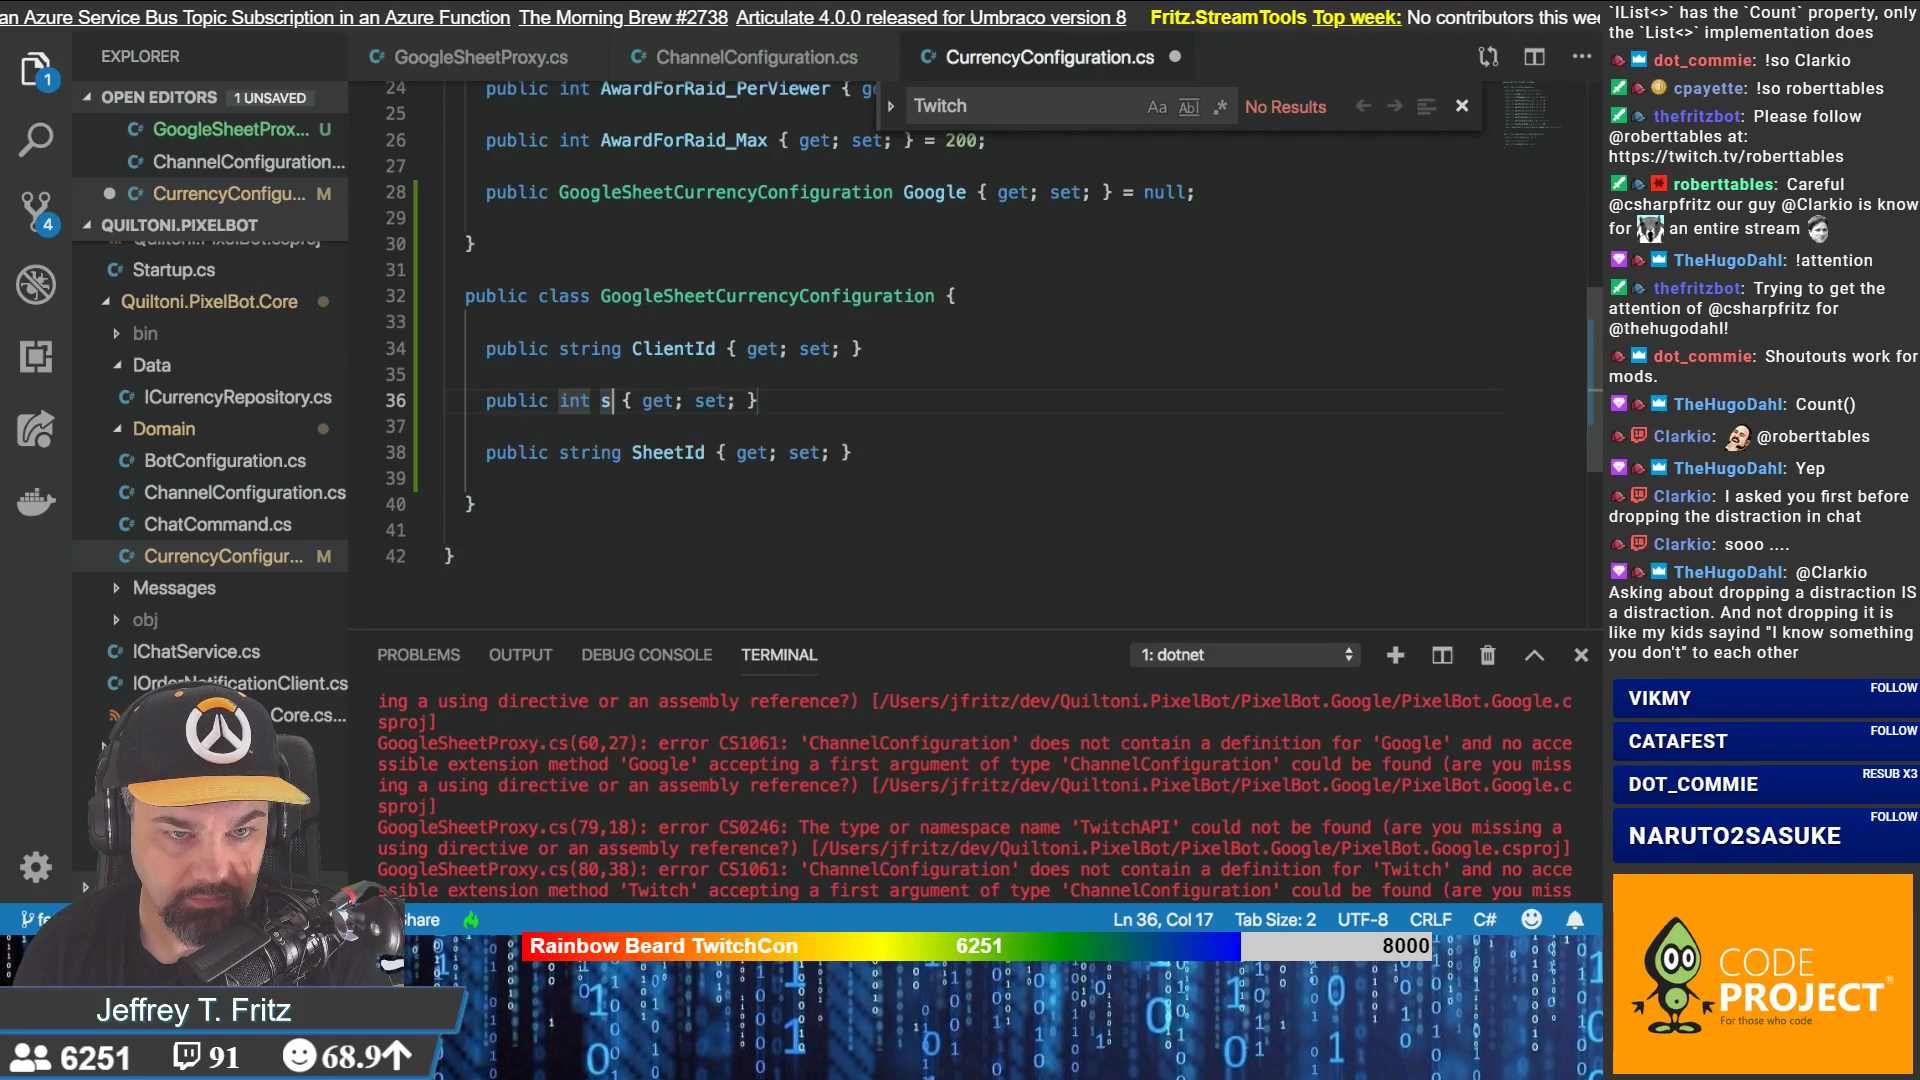 an Azure Service Bus Topic Subscription in an Azure Function The Morning Brew #2738 Articulate 4.0.0 released for Umbraco version 8 Fritz.StreamTools Top week: No contributors this wee
EXPLORER
OPEN EDITORS 1 UNSAVED
GoogleSheetProx... U
ChannelConfiguration...
CurrencyConfigu... M
QUILTONI.PIXELBOT
Quiltoni.PixelBot.csproj
Startup.cs
Quiltoni.PixelBot.Core
bin
Data
ICurrencyRepository.cs
Domain
BotConfiguration.cs
ChannelConfiguration.cs
ChatCommand.cs
CurrencyConfigur... M
Messages
obj
IChatService.cs
IOrderNotificationClient.cs
Core.cs...
1
4
GoogleSheetProxy.cs
ChannelConfiguration.cs
CurrencyConfiguration.cs
Twitch
Aa
Abl
.*
No Results
24 public int AwardForRaid_PerViewer { ge
25
26 public int AwardForRaid_Max { get; set; } = 200;
27
28 public GoogleSheetCurrencyConfiguration Google { get; set; } = null;
29
30 }
31
32 public class GoogleSheetCurrencyConfiguration {
33
34 public string ClientId { get; set; }
35
36 public int s { get; set; }
37
38 public string SheetId { get; set; }
39
40 }
41
42 }
PROBLEMS OUTPUT DEBUG CONSOLE TERMINAL
1: dotnet
ing a using directive or an assembly reference?) [/Users/jfritz/dev/Quiltoni.PixelBot/PixelBot.Google/PixelBot.Google.c
sproj]
GoogleSheetProxy.cs(60,27): error CS1061: 'ChannelConfiguration' does not contain a definition for 'Google' and no acce
ssible extension method 'Google' accepting a first argument of type 'ChannelConfiguration' could be found (are you miss
ing a using directive or an assembly reference?) [/Users/jfritz/dev/Quiltoni.PixelBot/PixelBot.Google/PixelBot.Google.c
sproj]
GoogleSheetProxy.cs(79,18): error CS0246: The type or namespace name 'TwitchAPI' could not be found (are you missing a
using directive or an assembly reference?) [/Users/jfritz/dev/Quiltoni.PixelBot/PixelBot.Google/PixelBot.Google.csproj]
GoogleSheetProxy.cs(80,38): error CS1061: 'ChannelConfiguration' does not contain a definition for 'Twitch' and no acce
ssible extension method 'Twitch' accepting a first argument of type 'ChannelConfiguration' could be found (are you miss
fe
hare
Ln 36, Col 17 Tab Size: 2 UTF-8 CRLF C#
Rainbow Beard TwitchCon 6251 8000
Jeffrey T. Fritz
6251 91 68.9
`IList<>` has the `Count` property, only
the `List<>` implementation does
dot_commie: !so Clarkio
cpayette: !so roberttables
thefritzbot: Please follow
@roberttables at:
https://twitch.tv/roberttables
roberttables: Careful
@csharpfritz our guy @Clarkio is know
for an entire stream
TheHugoDahl: !attention
thefritzbot: Trying to get the
attention of @csharpfritz for
@thehugodahl!
dot_commie: Shoutouts work for
mods.
TheHugoDahl: Count()
Clarkio: @roberttables
TheHugoDahl: Yep
Clarkio: I asked you first before
dropping the distraction in chat
Clarkio: sooo ....
TheHugoDahl: @Clarkio
Asking about dropping a distraction IS
a distraction. And not dropping it is
like my kids sayind "I know something
you don't" to each other
VIKMY FOLLOW
CATAFEST FOLLOW
DOT_COMMIE RESUB X3
NARUTO2SASUKE FOLLOW
CODE
PROJECT®
For those who code